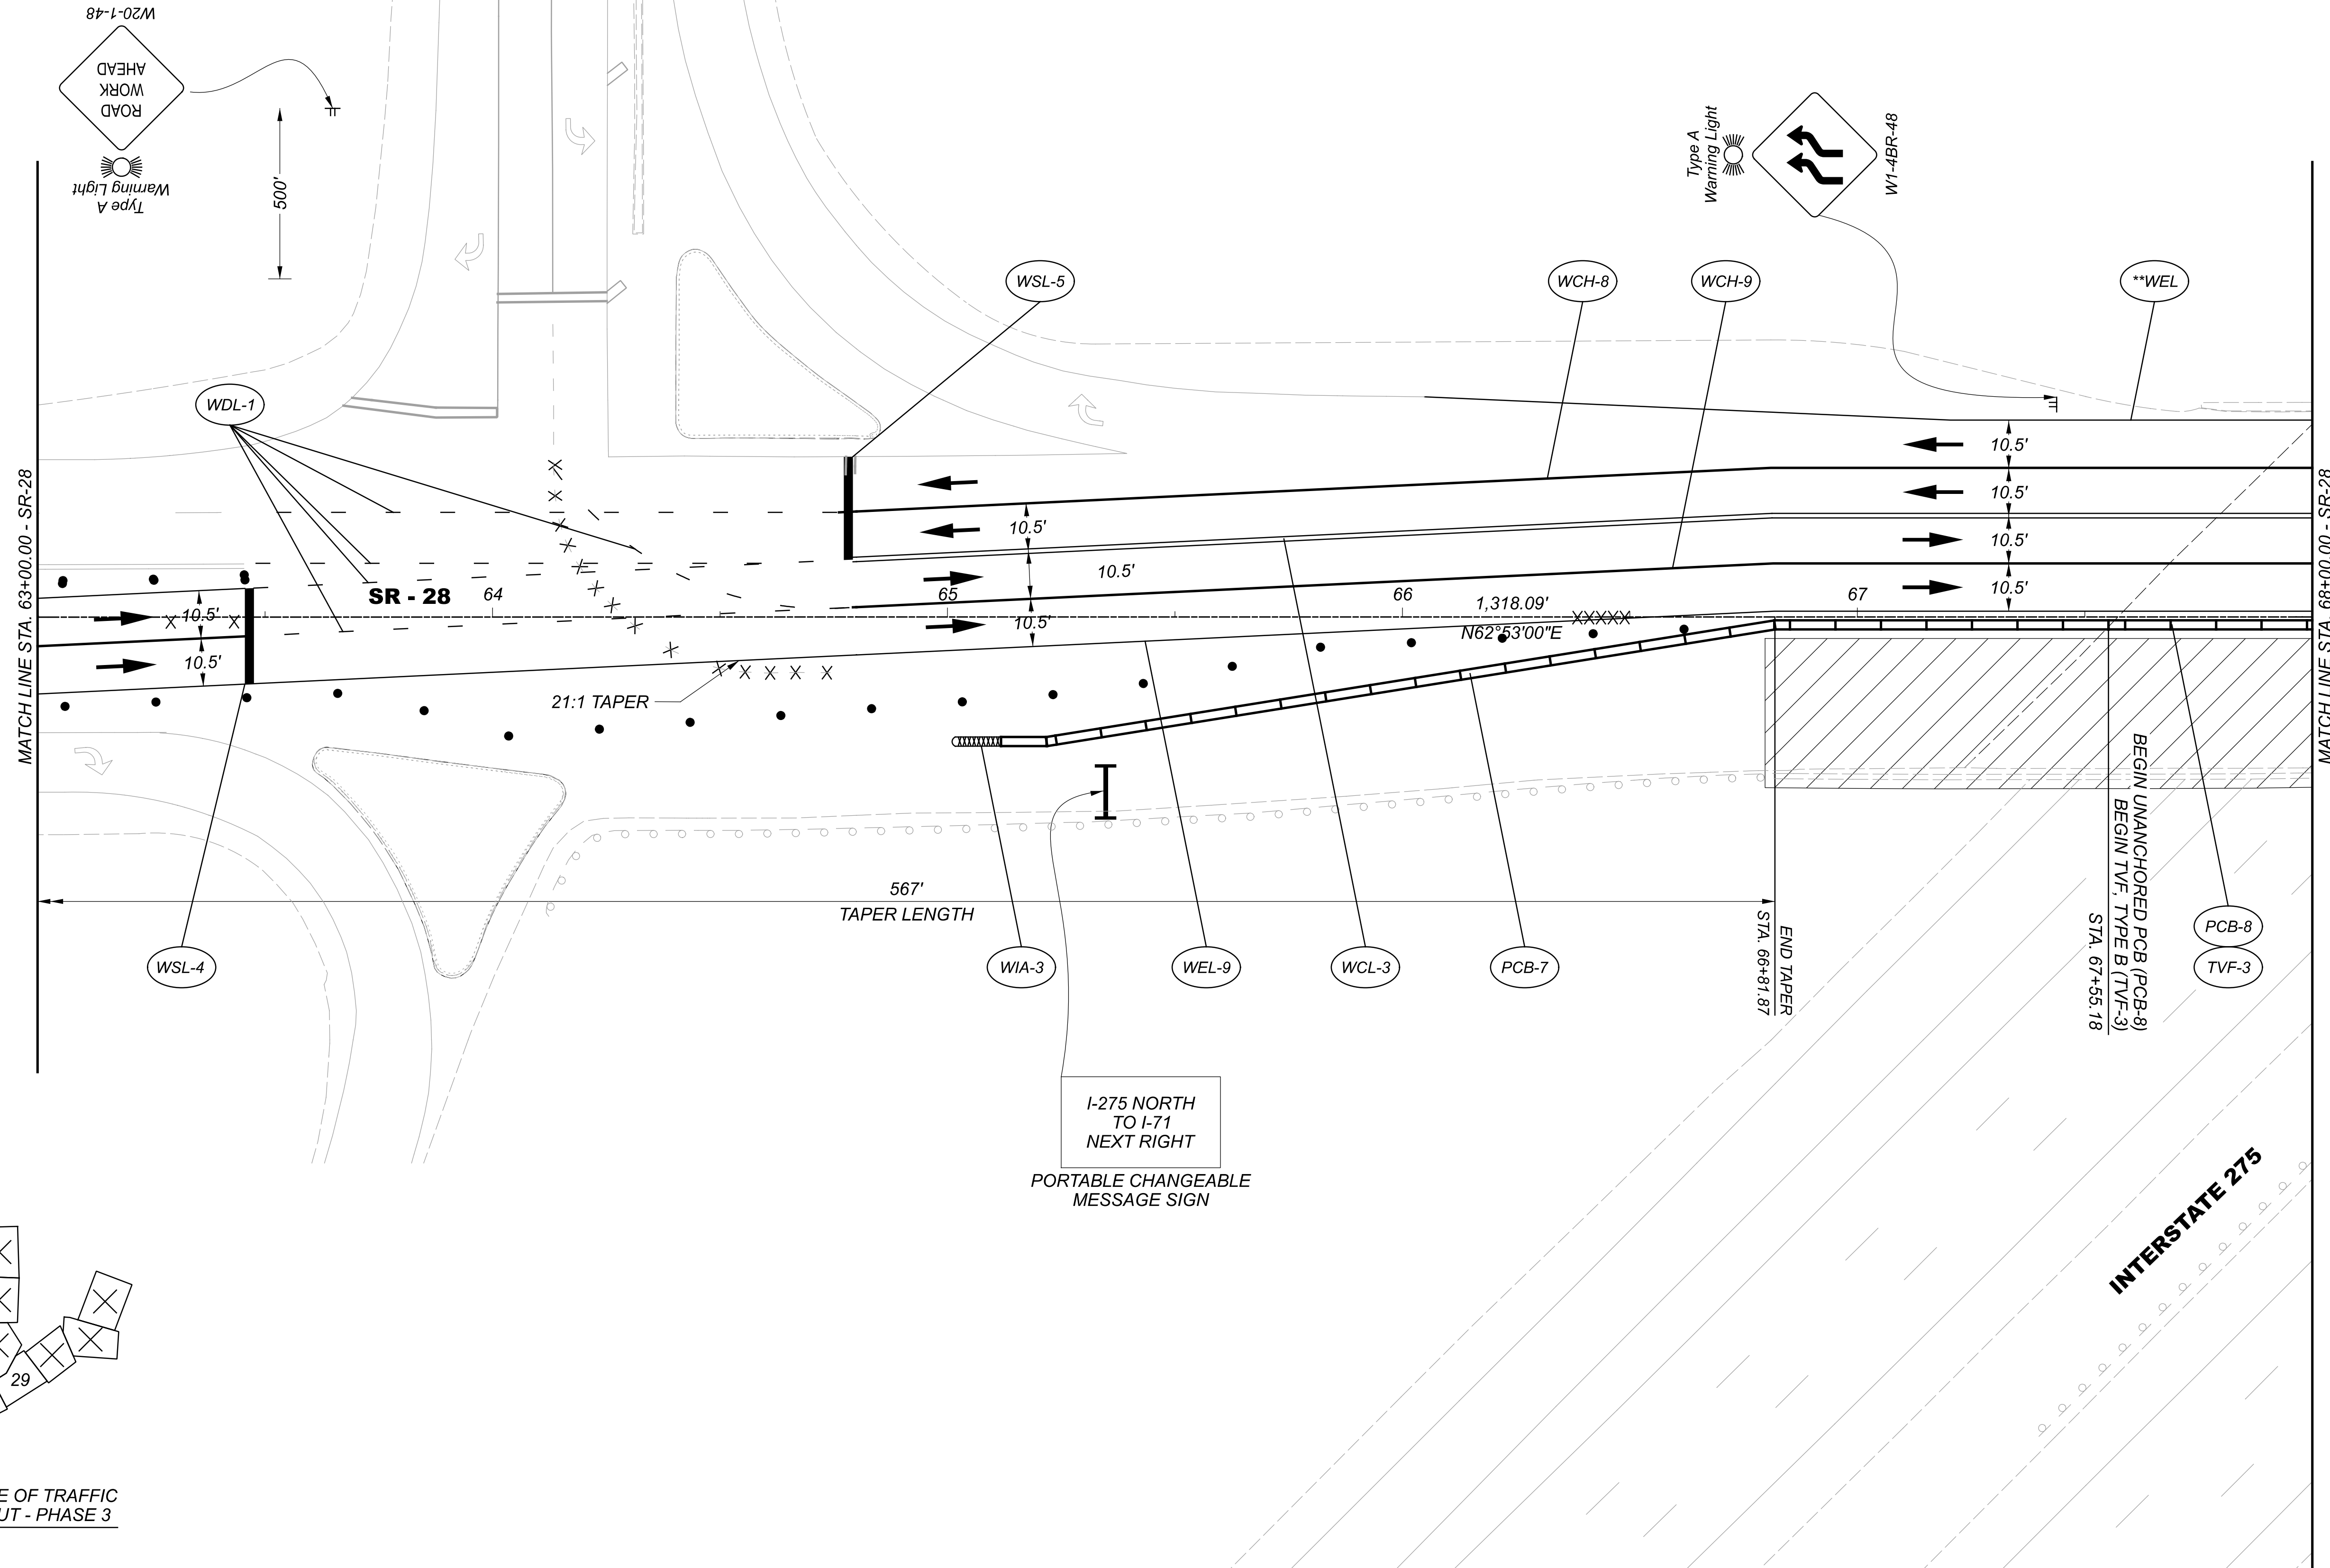 W20-1-48
ROAD
WORK
AHEAD
Type A
Warning Light
500'
Type A
Warning Light
W1-4BR-48
WSL-5
WCH-8
WCH-9
**WEL
WDL-1
MATCH LINE STA. 63+00.00 - SR-28
MATCH LINE STA. 68+00.00 - SR-28
10.5'
10.5'
10.5'
10.5'
10.5'
10.5'
10.5'
10.5'
10.5'
SR - 28
64
65
66
67
1,318.09'
N62°53'00"E
21:1 TAPER
567'
TAPER LENGTH
END TAPER
STA. 66+81.87
BEGIN UNANCHORED PCB (PCB-8)
BEGIN TVF, TYPE B (TVF-3)
STA. 67+55.18
PCB-8
TVF-3
WSL-4
WIA-3
WEL-9
WCL-3
PCB-7
I-275 NORTH
TO I-71
NEXT RIGHT
PORTABLE CHANGEABLE
MESSAGE SIGN
INTERSTATE 275
29
E OF TRAFFIC
UT - PHASE 3